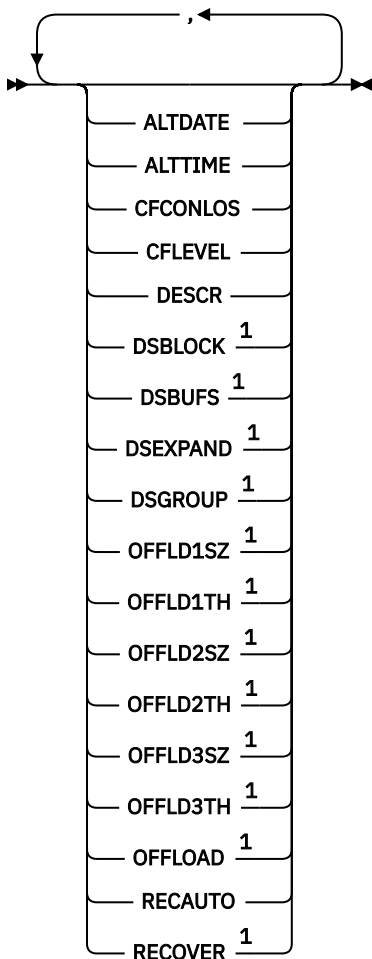 ,
ALTDATE
ALTTIME
CFCONLOS
CFLEVEL
DESCR
DSBLOCK 1
DSBUFS 1
DSEXPAND 1
DSGROUP 1
OFFLD1SZ 1
OFFLD1TH 1
OFFLD2SZ 1
OFFLD2TH 1
OFFLD3SZ 1
OFFLD3TH 1
OFFLOAD 1
RECAUTO
RECOVER 1